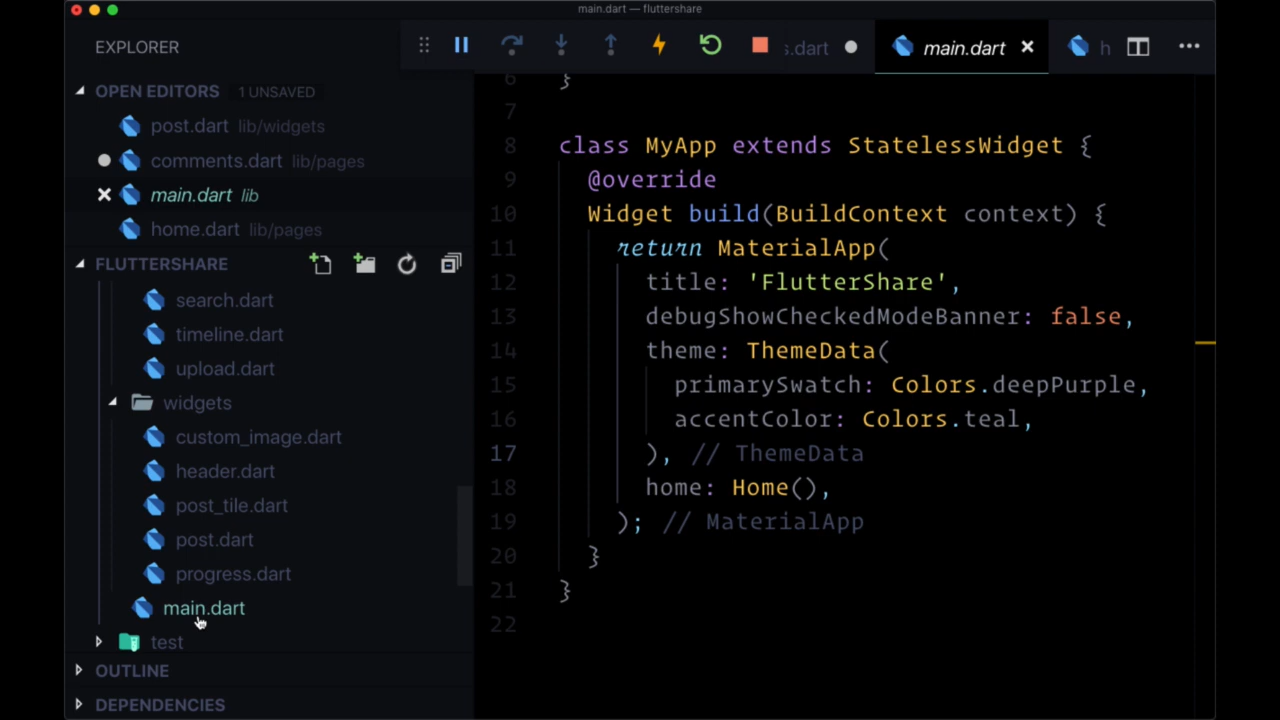 main.dart — fluttershare
EXPLORER
s.dart
main.dart
h
OPEN EDITORS 1 UNSAVED
post.dart lib/widgets
comments.dart lib/pages
main.dart lib
home.dart lib/pages
FLUTTERSHARE
search.dart
timeline.dart
upload.dart
widgets
custom_image.dart
header.dart
post_tile.dart
post.dart
progress.dart
main.dart
test
OUTLINE
DEPENDENCIES
6 }
7
8 class MyApp extends StatelessWidget {
9 @override
10 Widget build(BuildContext context) {
11 return MaterialApp(
12 title: 'FlutterShare',
13 debugShowCheckedModeBanner: false,
14 theme: ThemeData(
15 primarySwatch: Colors.deepPurple,
16 accentColor: Colors.teal,
17 ), // ThemeData
18 home: Home(),
19 ); // MaterialApp
20 }
21 }
22